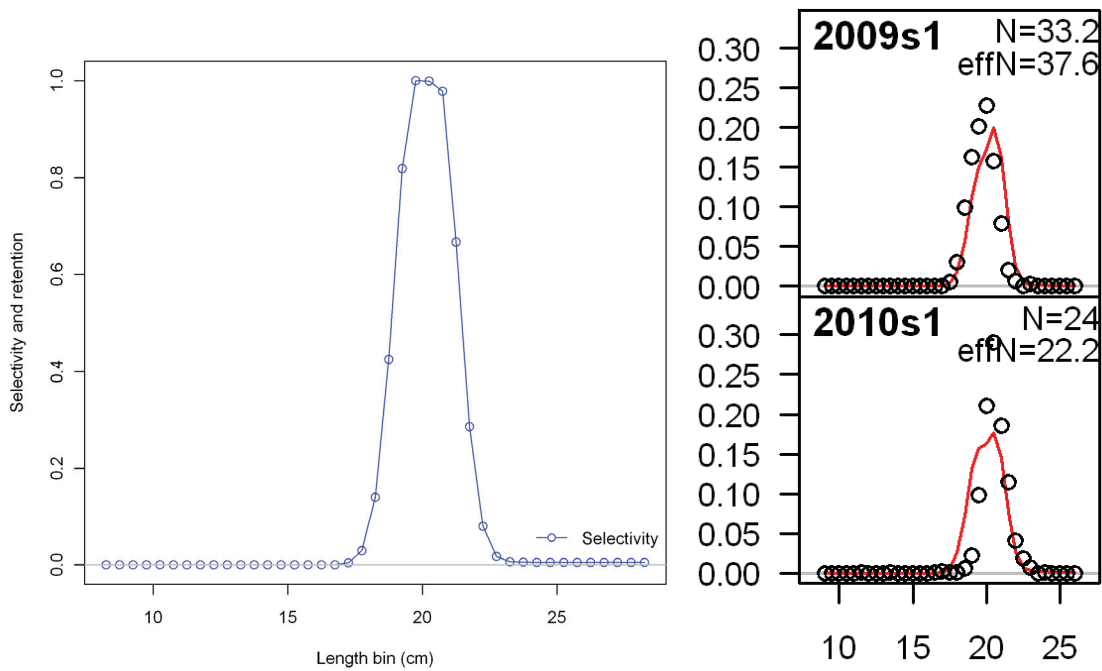 Selectivity and retention
1.0
0.8
0.6
0.4
0.2
0.0
Selectivity
10 15 20 25
Length bin (cm)
2009s1
N=33.2
effN=37.6
0.30
0.25
0.20
0.15
0.10
0.05
0.00
2010s1
N=24
effN=22.2
0.30
0.25
0.20
0.15
0.10
0.05
0.00
10 15 20 25